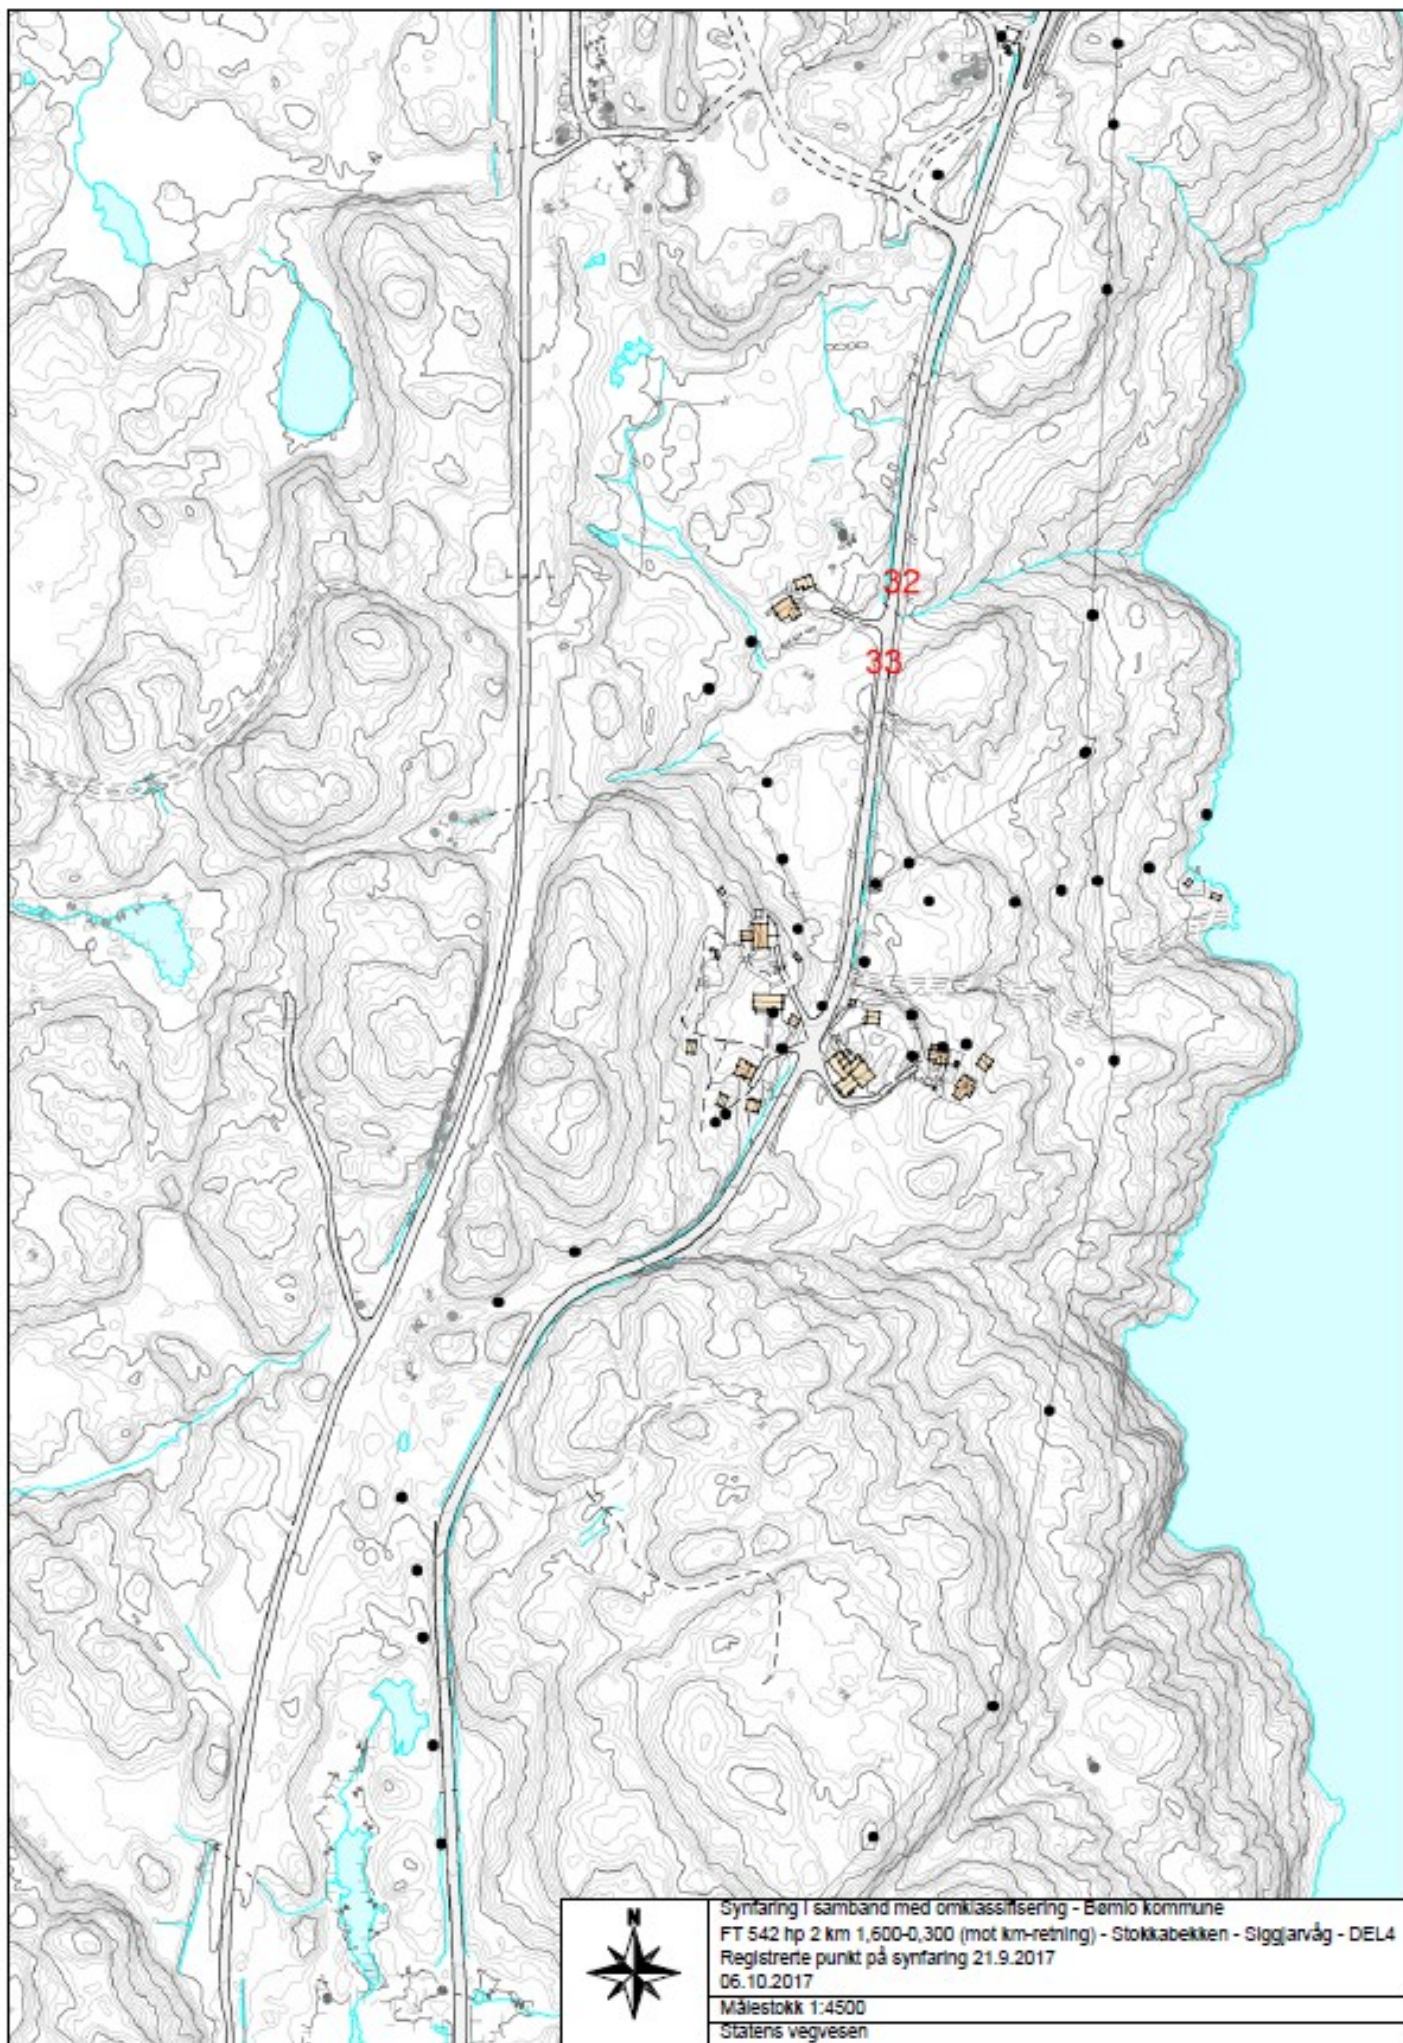 32
33
N
Synfaring i samband med omklassifisering - Bømlo kommune
FT 542 hp 2 km 1,600-0,300 (mot km-retning) - Stokkabekken - Siggjarvåg - DEL4
Registrerte punkt på synfaring 21.9.2017
06.10.2017
Målestokk 1:4500
Statens vegvesen